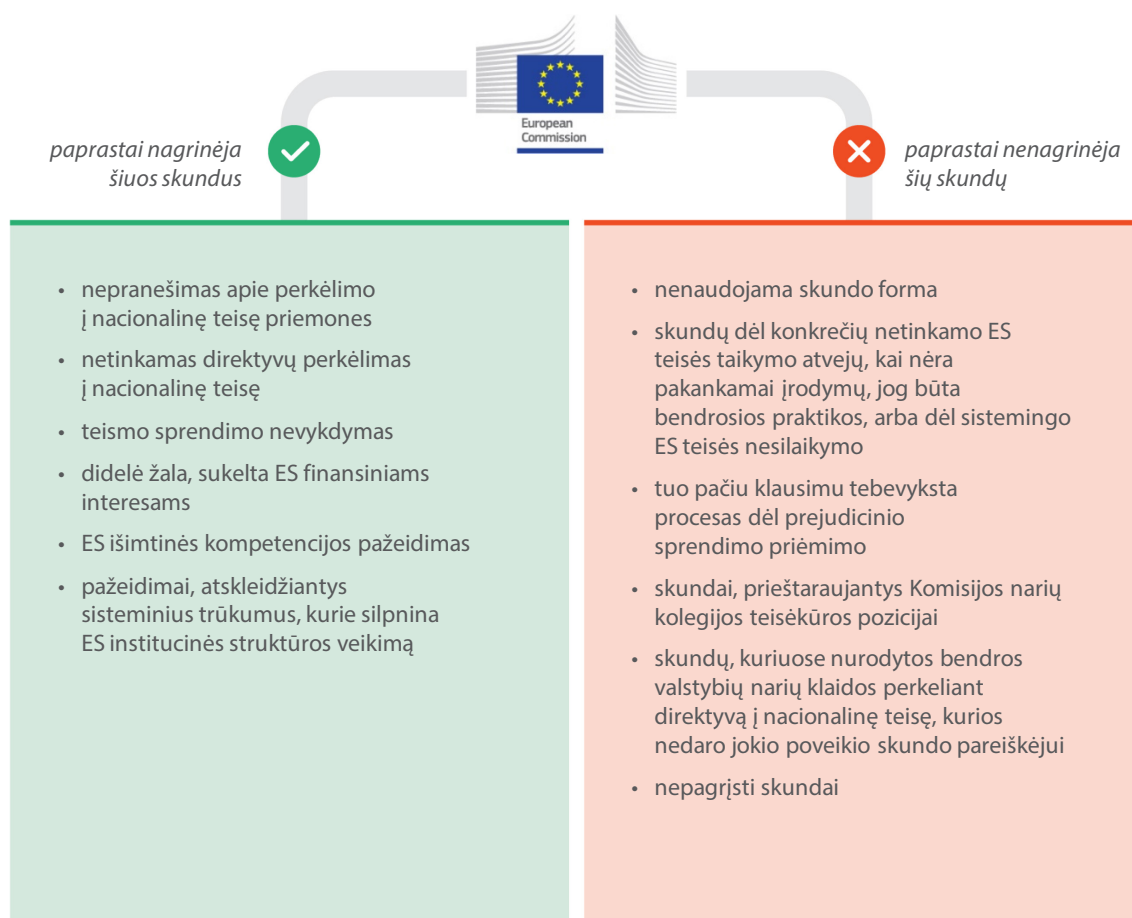 European
Commission
paprastai nagrinėja
šiuos skundus
paprastai nenagrinėja
šių skundų
• nepranešimas apie perkėlimo
į nacionalinę teisę priemones
• netinkamas direktyvų perkėlimas
į nacionalinę teisę
• teismo sprendimo nevykdymas
• didelė žala, sukelta ES finansiniams
interesams
• ES išimtinės kompetencijos pažeidimas
• pažeidimai, atskleidžiantys
sisteminius trūkumus, kurie silpnina
ES institucinės struktūros veikimą
• nenaudojama skundo forma
• skundų dėl konkrečių netinkamo ES
teisės taikymo atvejų, kai nėra
pakankamai įrodymų, jog būta
bendrosios praktikos, arba dėl sistemingo
ES teisės nesilaikymo
• tuo pačiu klausimu tebevyksta
procesas dėl prejudicinio
sprendimo priėmimo
• skundai, prieštaraujantys Komisijos narių
kolegijos teisėkūros pozicijai
• skundų, kuriuose nurodytos bendros
valstybių narių klaidos perkeliant
direktyvą į nacionalinę teisę, kurios
nedaro jokio poveikio skundo pareiškėjui
• nepagrįsti skundai